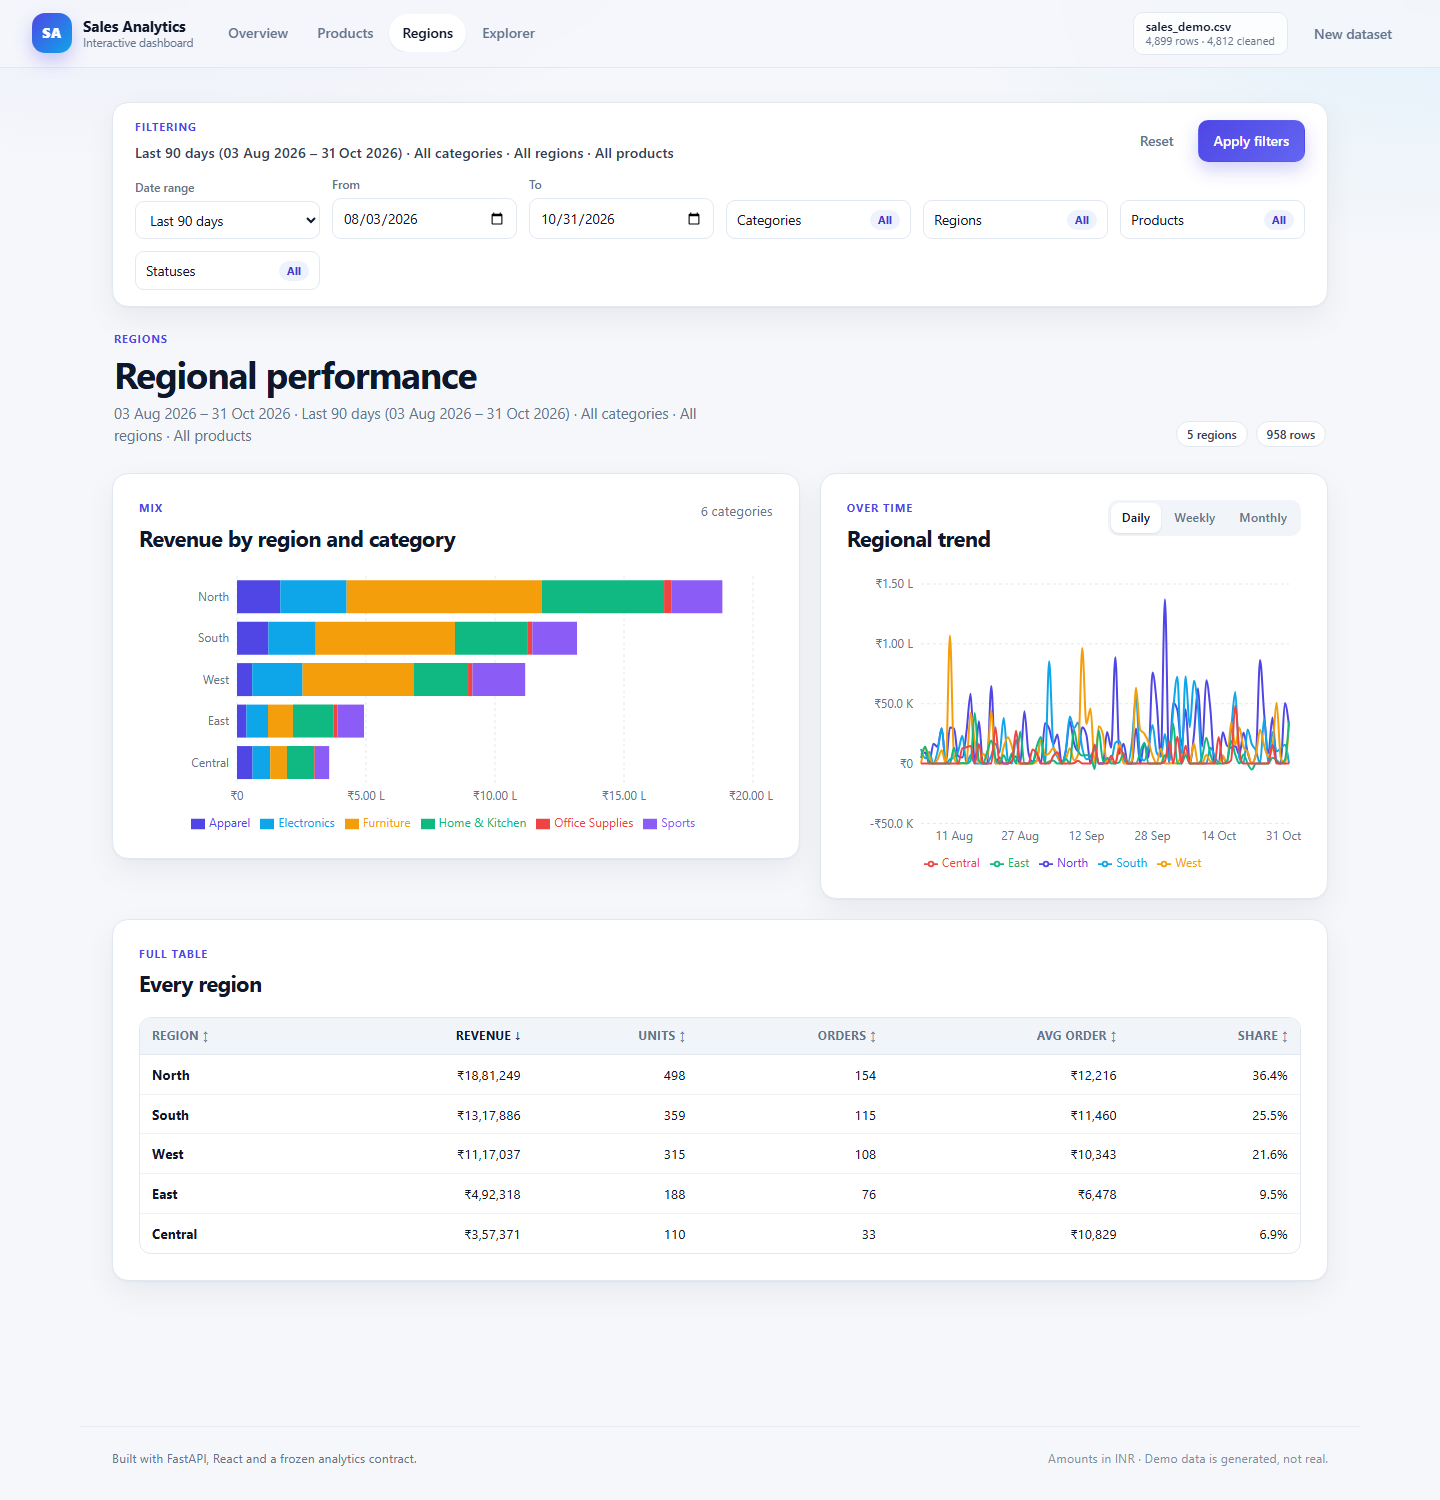 SA
Sales Analytics
Interactive dashboard
Overview
Products
Regions
Explorer
sales_demo.csv
4,899 rows · 4,812 cleaned
New dataset
FILTERING
Last 90 days (03 Aug 2026 – 31 Oct 2026) · All categories · All regions · All products
Reset
Apply filters
Date range
From
To
Last 90 days
08/03/2026
10/31/2026
Categories All
Regions All
Products All
Statuses All
REGIONS
Regional performance
03 Aug 2026 – 31 Oct 2026 · Last 90 days (03 Aug 2026 – 31 Oct 2026) · All categories · All
regions · All products
5 regions
958 rows
MIX
Revenue by region and category
6 categories
North
South
West
East
Central
₹0 ₹5.00 L ₹10.00 L ₹15.00 L ₹20.00 L
Apparel Electronics Furniture Home & Kitchen Office Supplies Sports
OVER TIME
Regional trend
Daily Weekly Monthly
₹1.50 L
₹1.00 L
₹50.0 K
₹0
-₹50.0 K
11 Aug 27 Aug 12 Sep 28 Sep 14 Oct 31 Oct
Central East North South West
FULL TABLE
Every region
REGION ↕ REVENUE ↓ UNITS ↕ ORDERS ↕ AVG ORDER ↕ SHARE ↕
North ₹18,81,249 498 154 ₹12,216 36.4%
South ₹13,17,886 359 115 ₹11,460 25.5%
West ₹11,17,037 315 108 ₹10,343 21.6%
East ₹4,92,318 188 76 ₹6,478 9.5%
Central ₹3,57,371 110 33 ₹10,829 6.9%
Built with FastAPI, React and a frozen analytics contract.
Amounts in INR · Demo data is generated, not real.